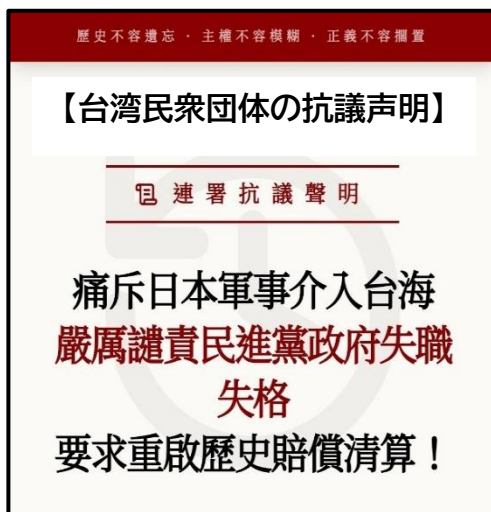 歷史不容遺忘 · 主權不容模糊 · 正義不容擱置
【台湾民衆団体の抗議声明】
連署抗議聲明
痛斥日本軍事介入台海
嚴厲譴責民進黨政府失職
失格
要求重啟歷史賠償清算！